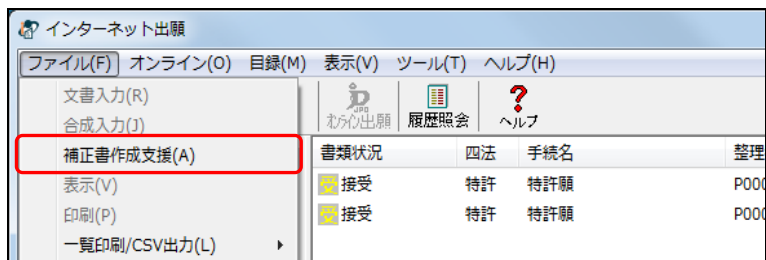 インターネット出願
ファイル(F) オンライン(O) 目録(M) 表示(V) ツール(T) ヘルプ(H)
文書入力(R)
合成入力(J)
補正書作成支援(A)
表示(V)
印刷(P)
一覧印刷/CSV出力(L)
JPO
オンライン出願 履歴照会 ヘルプ
書類状況 四法 手続名 整理
接受 特許 特許願 P000
接受 特許 特許願 P000